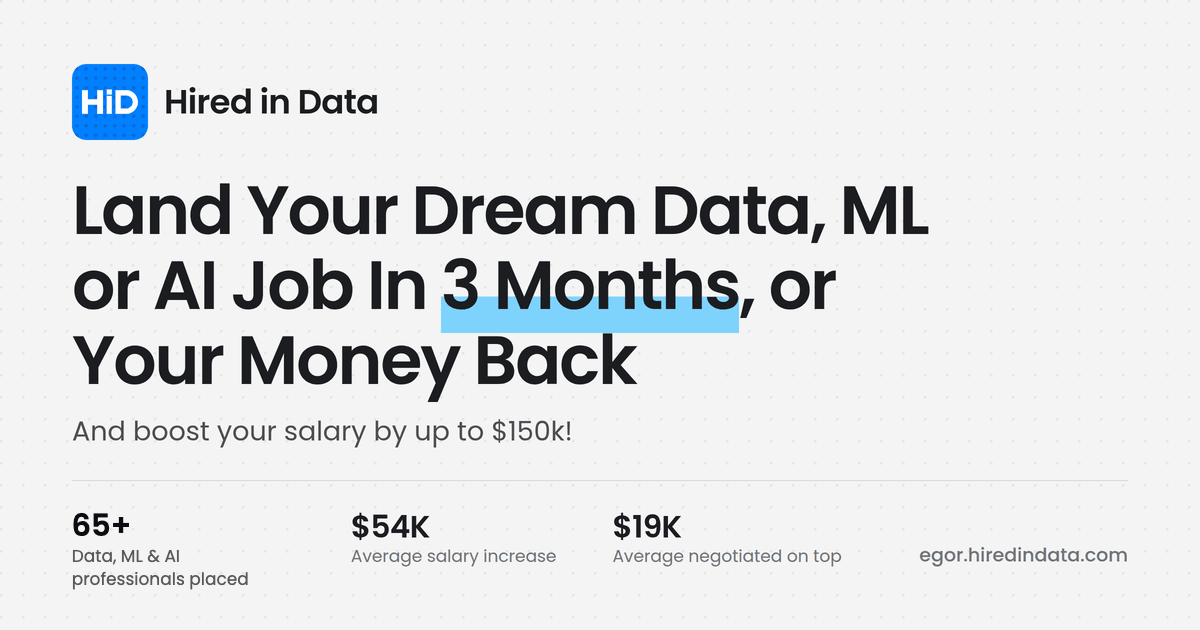 HiD
Hired in Data
Land Your Dream Data, ML
or AI Job In 3 Months, or
Your Money Back
And boost your salary by up to $150k!
65+
Data, ML & AI
professionals placed
$54K
Average salary increase
$19K
Average negotiated on top
egor.hiredindata.com